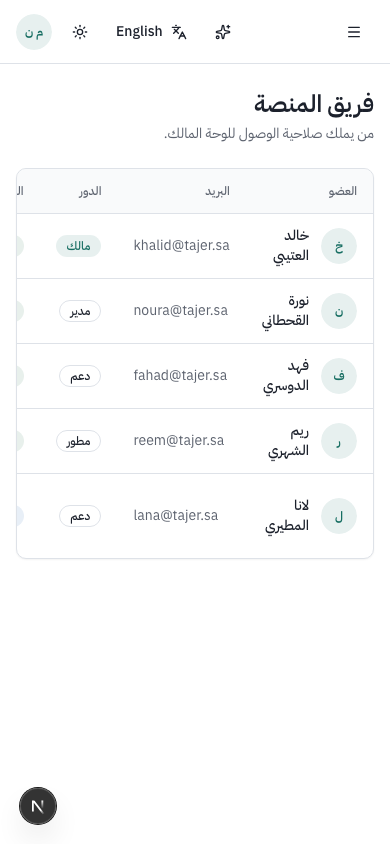 English
م ن
فريق المنصة
من يملك صلاحية الوصول للوحة المالك.
العضو البريد الدور
خ خالد العتيبي khalid@tajer.sa مالك
ن نورة القحطاني noura@tajer.sa مدير
ف فهد الدوسري fahad@tajer.sa دعم
ر ريم الشهري reem@tajer.sa مطور
ل لانا المطيري lana@tajer.sa دعم
N